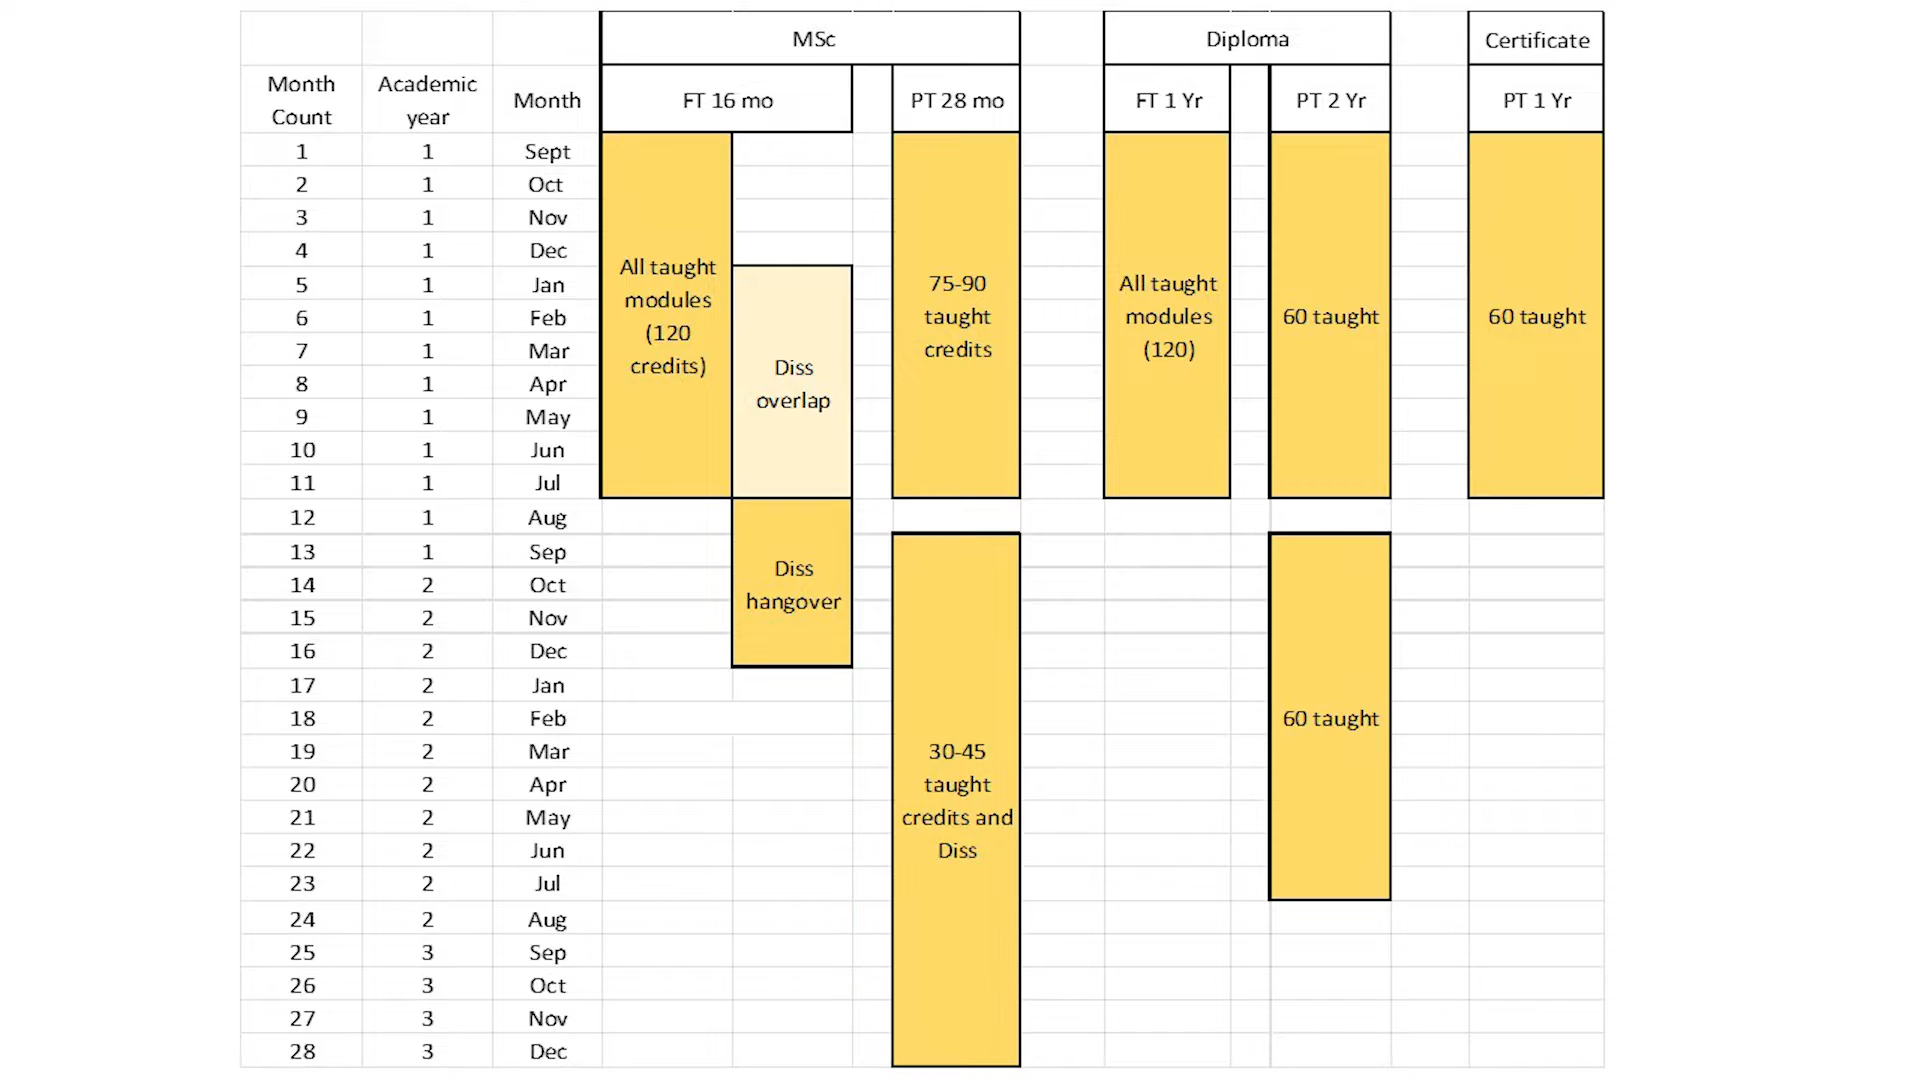 MSc Diploma Certificate
Month Count Academic year Month FT 16 mo PT 28 mo FT 1 Yr PT 2 Yr PT 1 Yr
1 1 Sept
2 1 Oct
3 1 Nov
4 1 Dec
5 1 Jan
6 1 Feb
7 1 Mar
8 1 Apr
9 1 May
10 1 Jun
11 1 Jul
12 1 Aug
13 1 Sep
14 2 Oct
15 2 Nov
16 2 Dec
17 2 Jan
18 2 Feb
19 2 Mar
20 2 Apr
21 2 May
22 2 Jun
23 2 Jul
24 2 Aug
25 3 Sep
26 3 Oct
27 3 Nov
28 3 Dec
All taught
modules
(120
credits)
Diss
overlap
Diss
hangover
75-90
taught
credits
30-45
taught
credits and
Diss
All taught
modules
(120)
60 taught
60 taught
60 taught